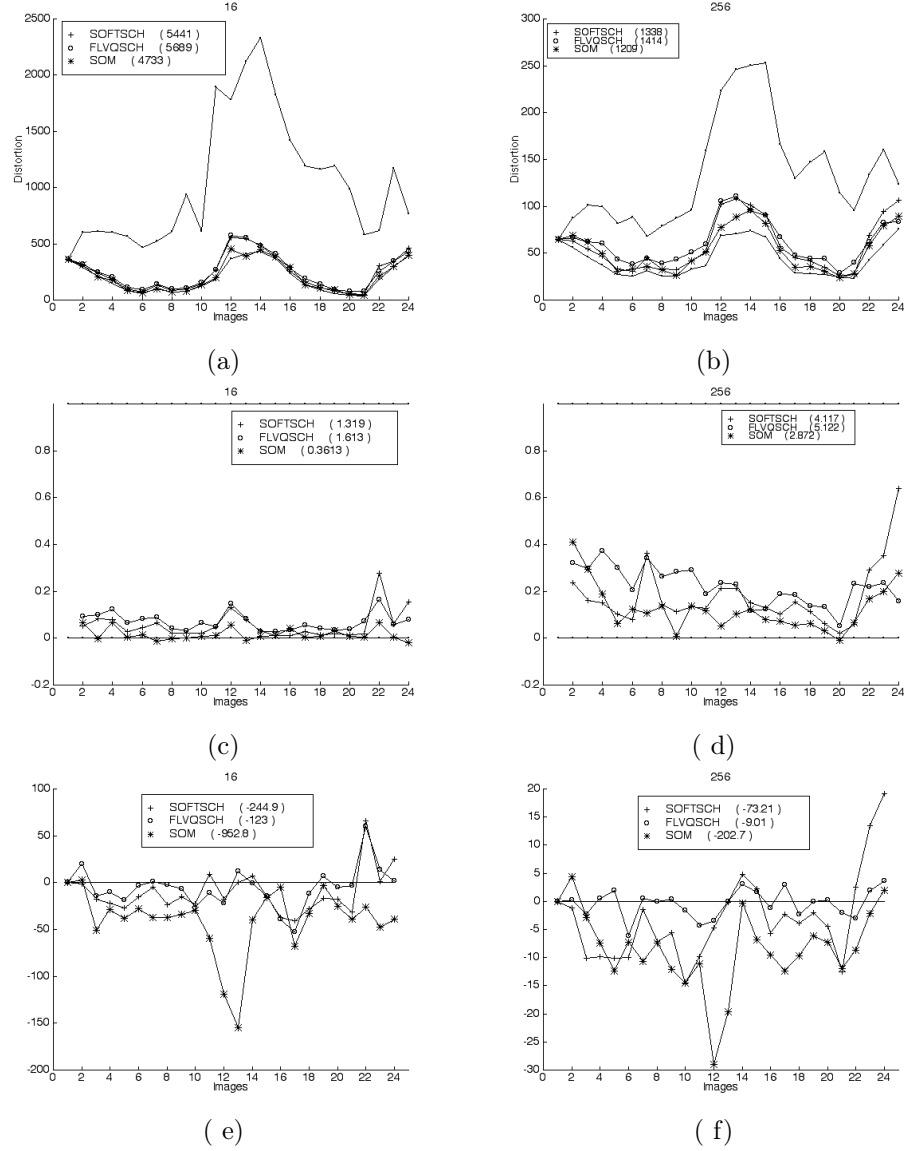 16
SOFTSCH (5441)
FLVQSCH (5689)
SOM (4733)
2500
2000
1500
1000
500
0
Distortion
0 2 4 6 8 10 12 14 16 18 20 22 24
Images
(a)
256
SOFTSCH (1338)
FLVQSCH (1414)
SOM (1209)
300
250
200
150
100
50
0
Distortion
0 2 4 6 8 10 12 14 16 18 20 22 24
Images
(b)
16
SOFTSCH (1.319)
FLVQSCH (1.613)
SOM (0.3613)
0.8
0.6
0.4
0.2
0
-0.2
0 2 4 6 8 10 12 14 16 18 20 22 24
Images
(c)
256
SOFTSCH (4.117)
FLVQSCH (5.122)
SOM (2.872)
0.8
0.6
0.4
0.2
0
-0.2
0 2 4 6 8 10 12 14 16 18 20 22 24
Images
( d)
16
SOFTSCH (-244.9)
FLVQSCH (-123)
SOM (-952.8)
100
50
0
-50
-100
-150
-200
0 2 4 6 8 10 12 14 16 18 20 22 24
Images
( e)
256
SOFTSCH (-73.21)
FLVQSCH (-9.01)
SOM (-202.7)
20
15
10
5
0
-5
-10
-15
-20
-25
-30
0 2 4 6 8 10 12 14 16 18 20 22 24
Images
( f)